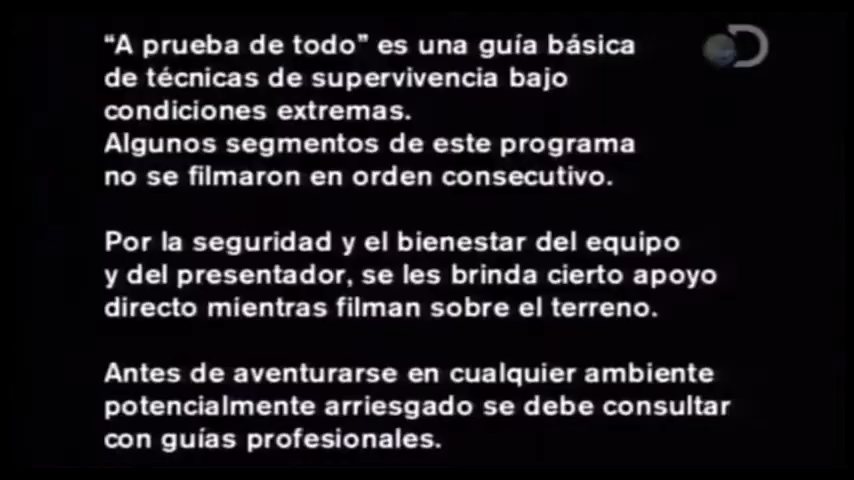 “A prueba de todo” es una guía básica
de técnicas de supervivencia bajo
condiciones extremas.
Algunos segmentos de este programa
no se filmaron en orden consecutivo.
Por la seguridad y el bienestar del equipo
y del presentador, se les brinda cierto apoyo
directo mientras filman sobre el terreno.
Antes de aventurarse en cualquier ambiente
potencialmente arriesgado se debe consultar
con guías profesionales.